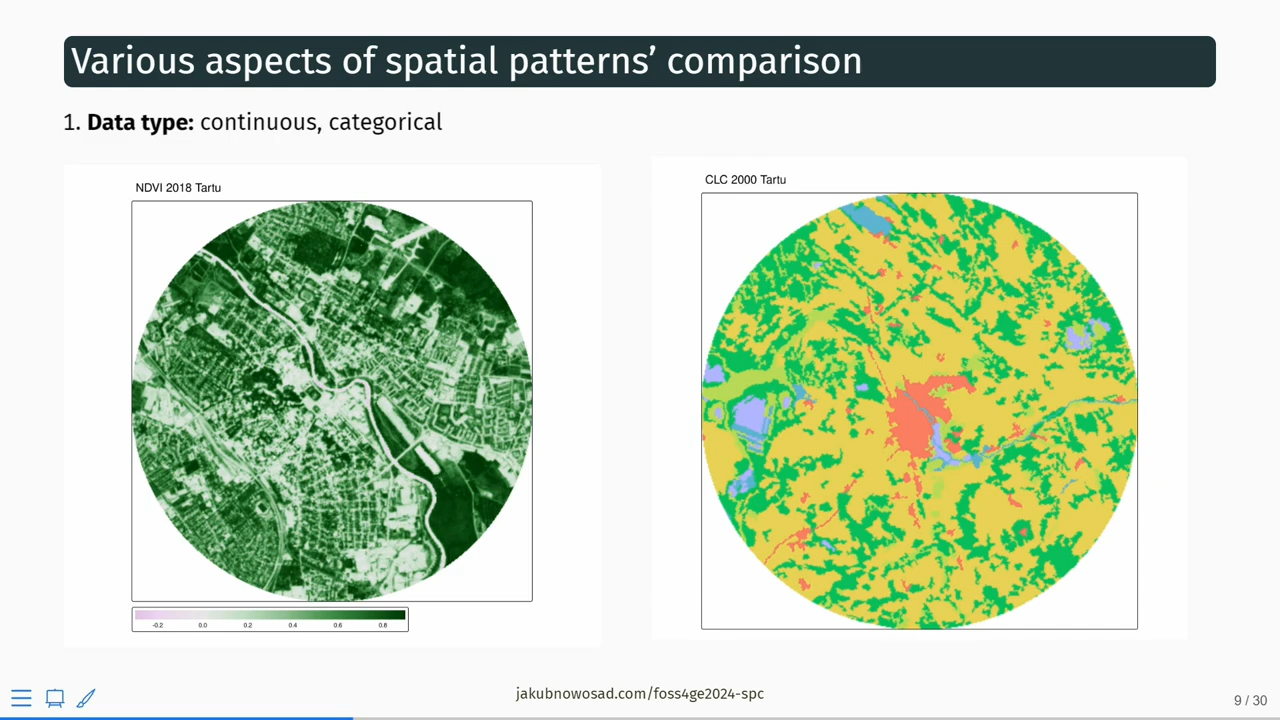 Various aspects of spatial patterns’ comparison
1. Data type: continuous, categorical
NDVI 2018 Tartu
CLC 2000 Tartu
-0.2 0.0 0.2 0.4 0.6 0.8
jakubnowosad.com/foss4ge2024-spc
9 / 30